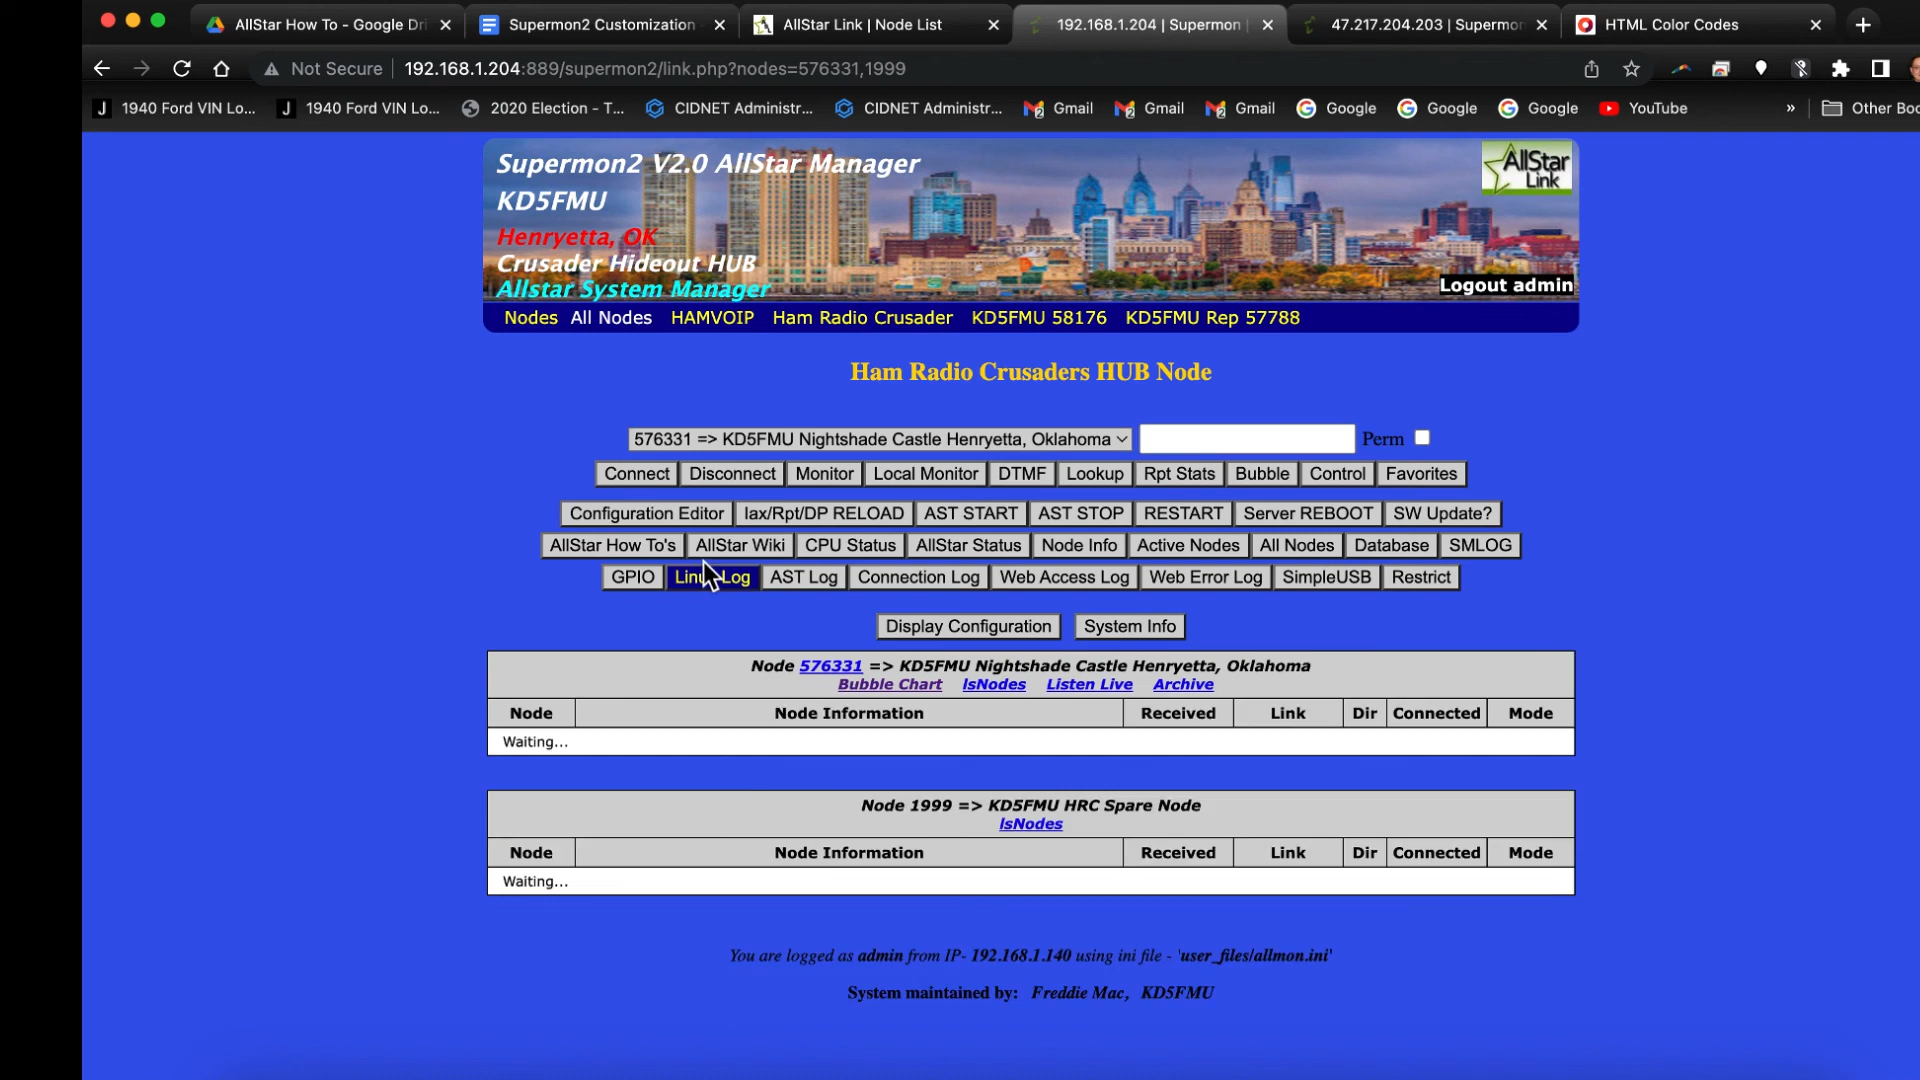 AllStar How To - Google Dri
Supermon2 Customization
AllStar Link | Node List
192.168.1.204 | Supermon |
47.217.204.203 | Supermo
HTML Color Codes
Not Secure 192.168.1.204:889/supermon2/link.php?nodes=576331,1999
J 1940 Ford VIN Lo... J 1940 Ford VIN Lo... 2020 Election - T... CIDNET Administr... CIDNET Administr... Gmail Gmail Gmail Google Google Google YouTube » Other Boo
Supermon2 V2.0 AllStar Manager
AllStar
Link
KD5FMU
Henryetta, OK
Crusader Hideout HUB
Allstar System Manager
Logout admin
Nodes All Nodes HAMVOIP Ham Radio Crusader KD5FMU 58176 KD5FMU Rep 57788
Ham Radio Crusaders HUB Node
576331 => KD5FMU Nightshade Castle Henryetta, Oklahoma Perm
Connect Disconnect Monitor Local Monitor DTMF Lookup Rpt Stats Bubble Control Favorites
Configuration Editor Iax/Rpt/DP RELOAD AST START AST STOP RESTART Server REBOOT SW Update?
AllStar How To's AllStar Wiki CPU Status AllStar Status Node Info Active Nodes All Nodes Database SMLOG
GPIO Linux Log AST Log Connection Log Web Access Log Web Error Log SimpleUSB Restrict
Display Configuration System Info
Node 576331 => KD5FMU Nightshade Castle Henryetta, Oklahoma
Bubble Chart lsNodes Listen Live Archive
Node Node Information Received Link Dir Connected Mode
Waiting...
Node 1999 => KD5FMU HRC Spare Node
lsNodes
Node Node Information Received Link Dir Connected Mode
Waiting...
You are logged as admin from IP- 192.168.1.140 using ini file - 'user_files/allmon.ini'
System maintained by: Freddie Mac, KD5FMU